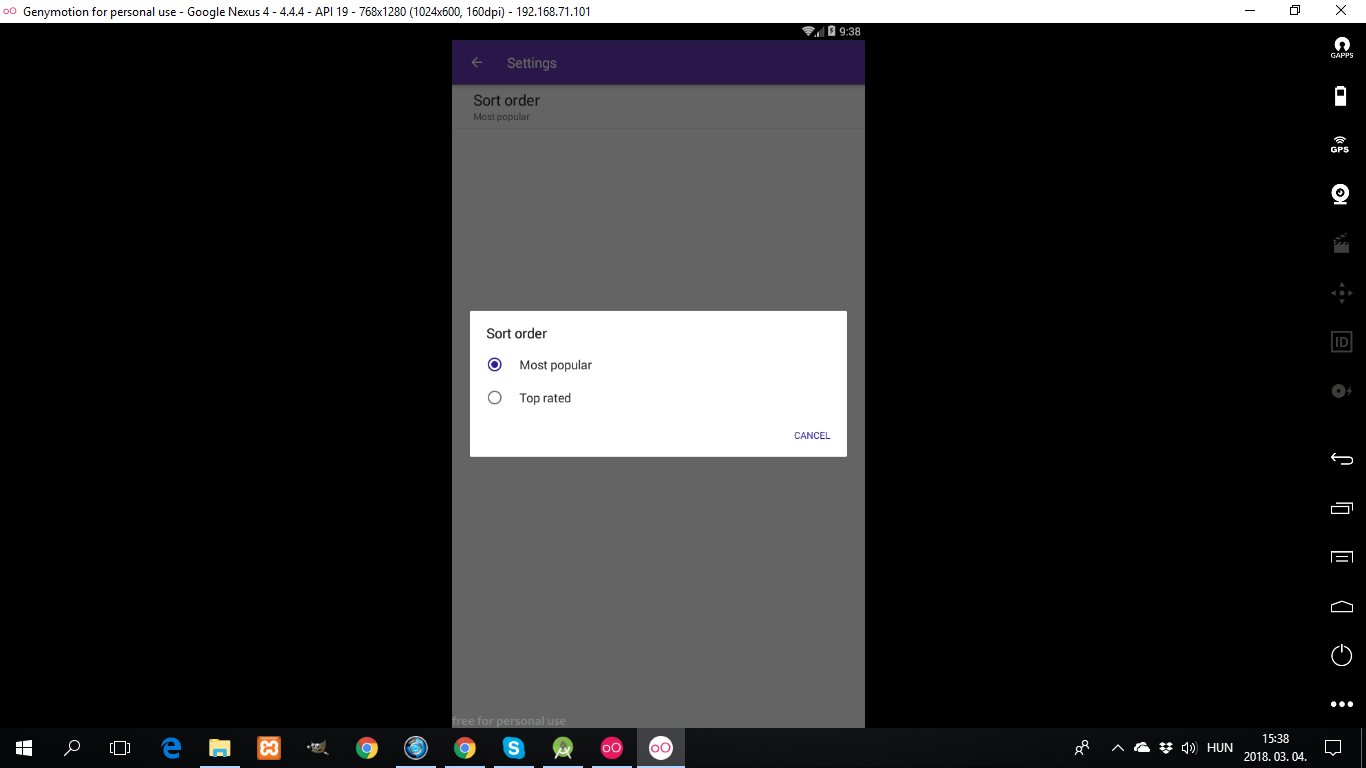 Genymotion for personal use - Google Nexus 4 - 4.4.4 - API 19 - 768x1280 (1024x600, 160dpi) - 192.168.71.101
9:38
Settings
Sort order
Most popular
Sort order
Most popular
Top rated
CANCEL
free for personal use
GAPPS
GPS
ID
HUN
15:38
2018. 03. 04.